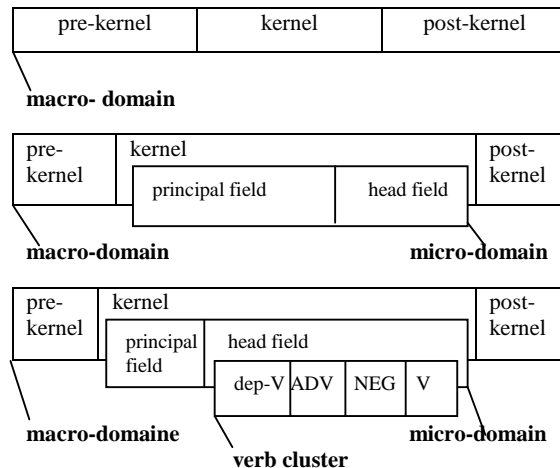 pre-kernel kernel post-kernel
macro- domain
pre- kernel post-
kernel kernel
principal field head field
macro-domain micro-domain
pre- kernel post-
kernel kernel
principal head field
field
dep-V ADV NEG V
macro-domaine micro-domain
verb cluster